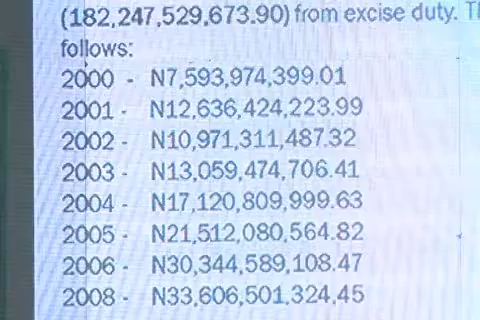 (182,247,529,673.90) from excise duty.
follows:
2000 - N7,593,974,399.01
2001 - N12,636,424,223.99
2002 - N10,971,311,487.32
2003 - N13,059,474,706.41
2004 - N17,120,809,999.63
2005 - N21,512,080,564.82
2006 - N30,344,589,108.47
2008 - N33,606,501,324.45